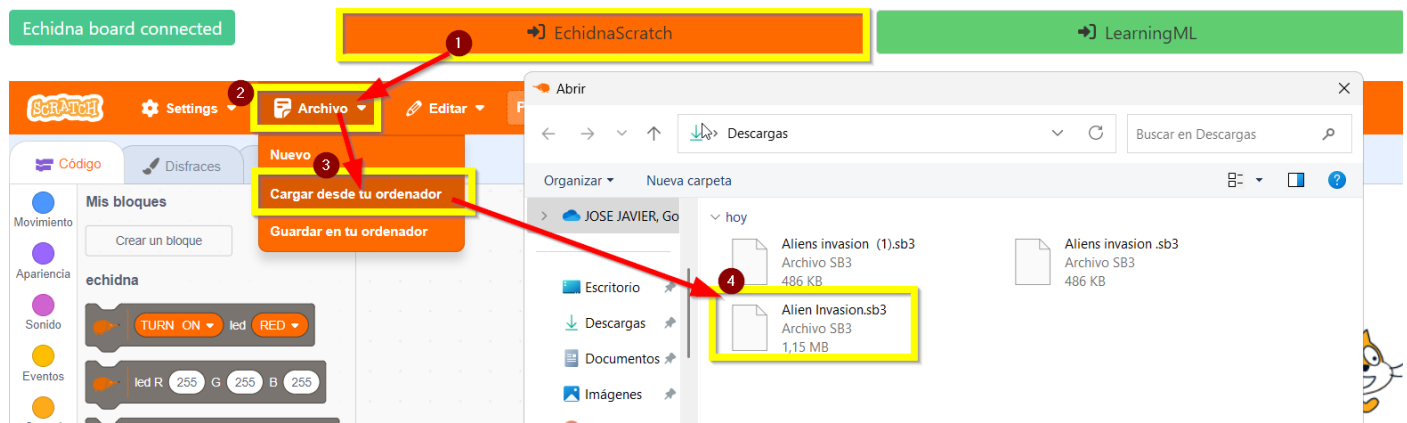 Echidna board connected
EchidnaScratch
LearningML
1
2
SCRATCH
Settings
Archivo
Editar
Abrir
Descargas
Buscar en Descargas
Código
Disfraces
Nuevo
3
Cargar desde tu ordenador
Guardar en tu ordenador
Organizar
Nueva carpeta
Movimiento
Apariencia
Sonido
Eventos
Mis bloques
Crear un bloque
echidna
TURN ON led RED
led R 255 G 255 B 255
JOSE JAVIER, Go
Escritorio
Descargas
Documentos
Imágenes
hoy
Aliens invasion (1).sb3
Archivo SB3
486 KB
Aliens invasion .sb3
Archivo SB3
486 KB
4
Alien Invasion.sb3
Archivo SB3
1,15 MB